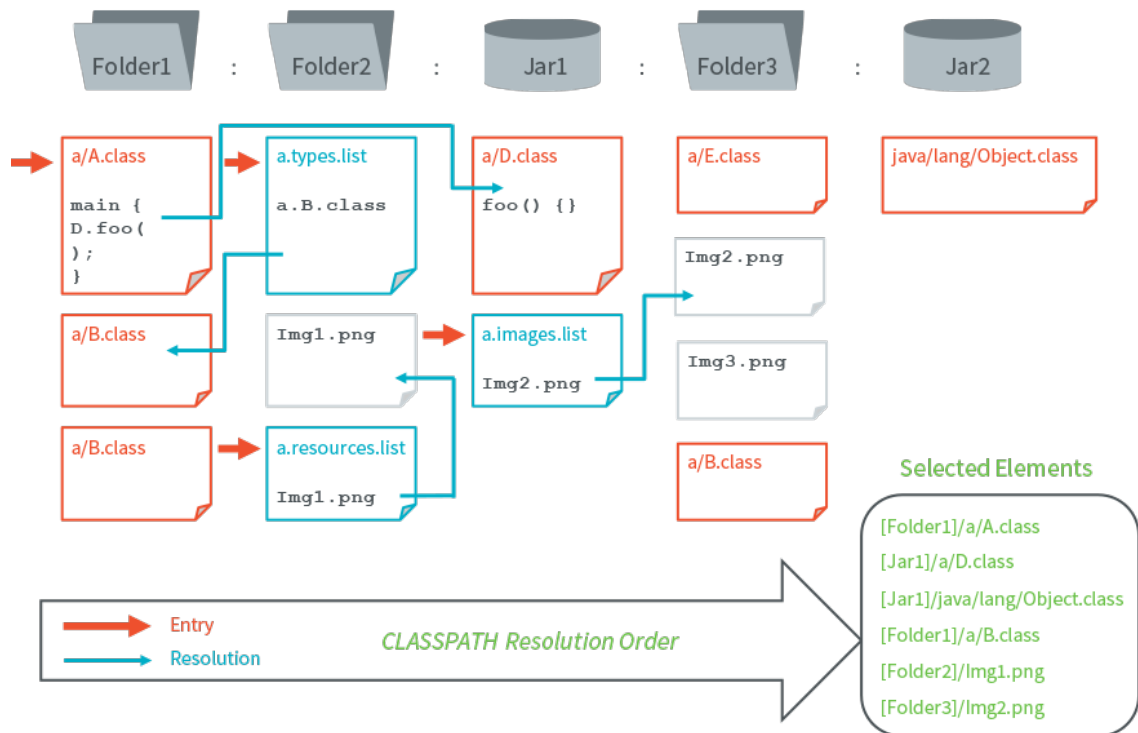 Folder1 : Folder2 : Jar1 : Folder3 : Jar2
a/A.class
main {
D.foo(
);
}
a.types.list
a.B.class
a/D.class
foo() {}
a/E.class
java/lang/Object.class
Img2.png
a/B.class
Img1.png
a.images.list
Img2.png
Img3.png
a/B.class
a.resources.list
Img1.png
a/B.class
Selected Elements
[Folder1]/a/A.class
[Jar1]/a/D.class
[Jar1]/java/lang/Object.class
[Folder1]/a/B.class
[Folder2]/Img1.png
[Folder3]/Img2.png
Entry
Resolution
CLASSPATH Resolution Order